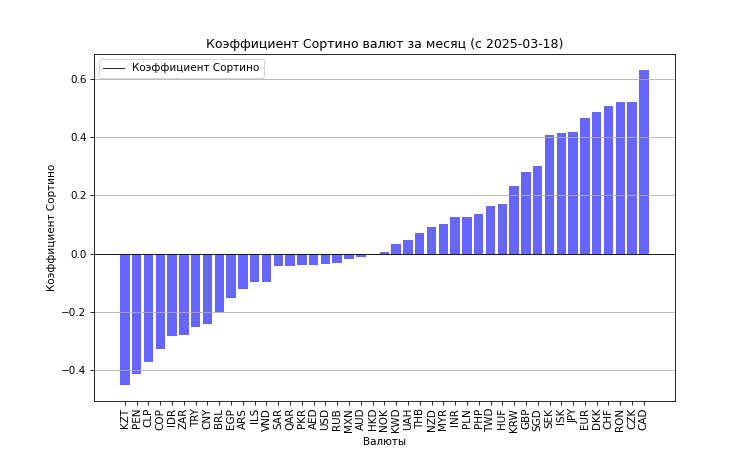 Коэффициент Сортино валют за месяц (с 2025-03-18)
Коэффициент Сортино
Коэффициент Сортино
0.6
0.4
0.2
0.0
−0.2
−0.4
KZT
PEN
CLP
COP
IDR
ZAR
TRY
CNY
BRL
EGP
ARS
ILS
VND
SAR
QAR
PKR
AED
USD
RUB
MXN
AUD
HKD
NOK
KWD
UAH
THB
NZD
MYR
INR
PLN
PHP
TWD
HUF
KRW
GBP
SGD
SEK
ISK
JPY
EUR
DKK
CHF
RON
CZK
CAD
Валюты